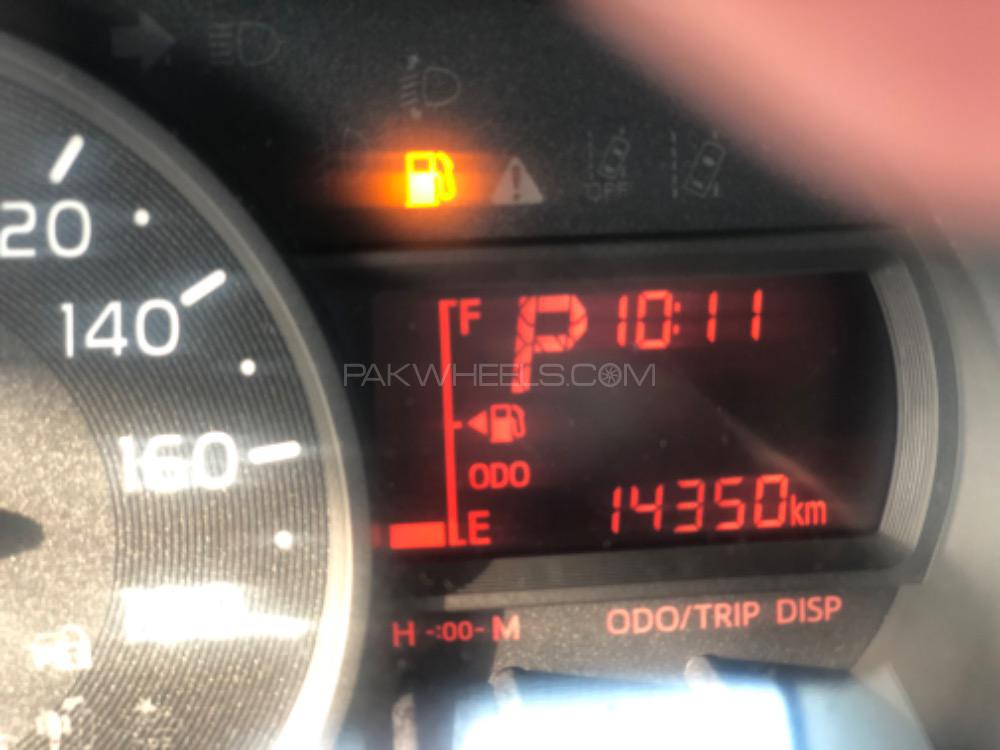 OFF
20
140
160
F P 10:11
PAKWHEELS.COM
ODO
E 14350km
H -:00- M ODO/TRIP DISP